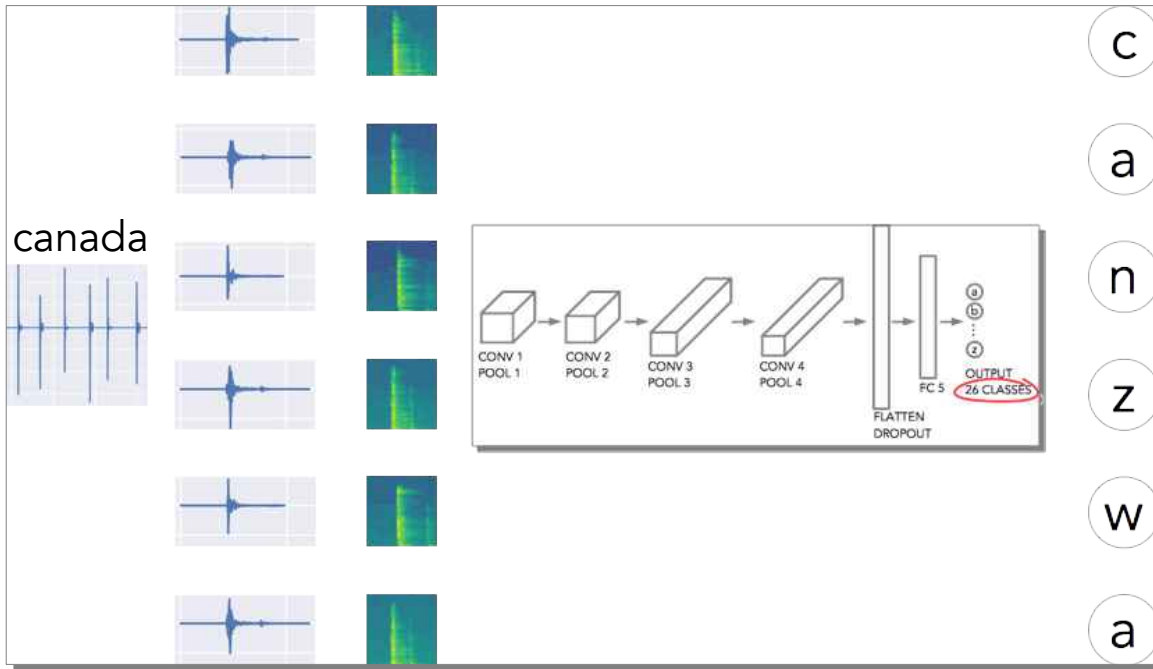 canada
CONV 1
POOL 1
CONV 2
POOL 2
CONV 3
POOL 3
CONV 4
POOL 4
FLATTEN
DROPOUT
FC 5
a
b
z
OUTPUT
26 CLASSES
c
a
n
z
w
a